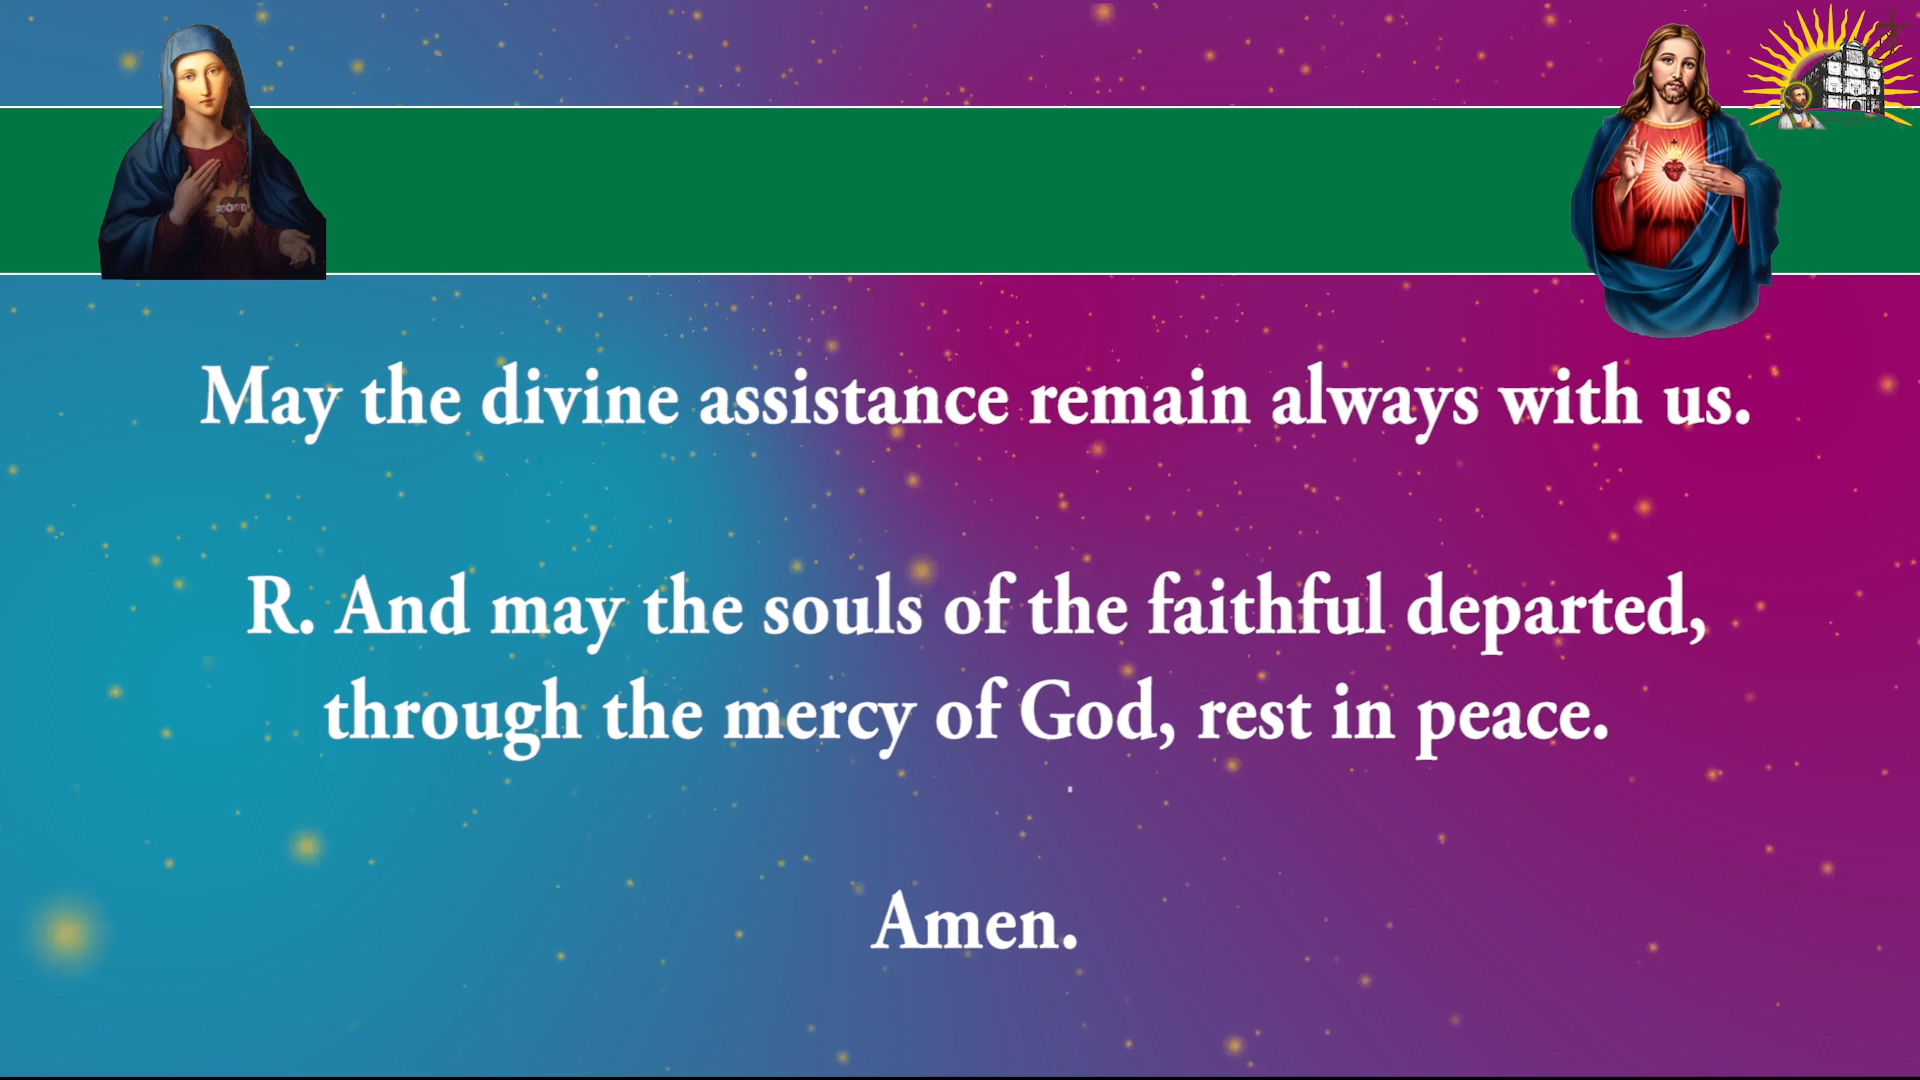 May the divine assistance remain always with us.
R. And may the souls of the faithful departed,
through the mercy of God, rest in peace.
Amen.